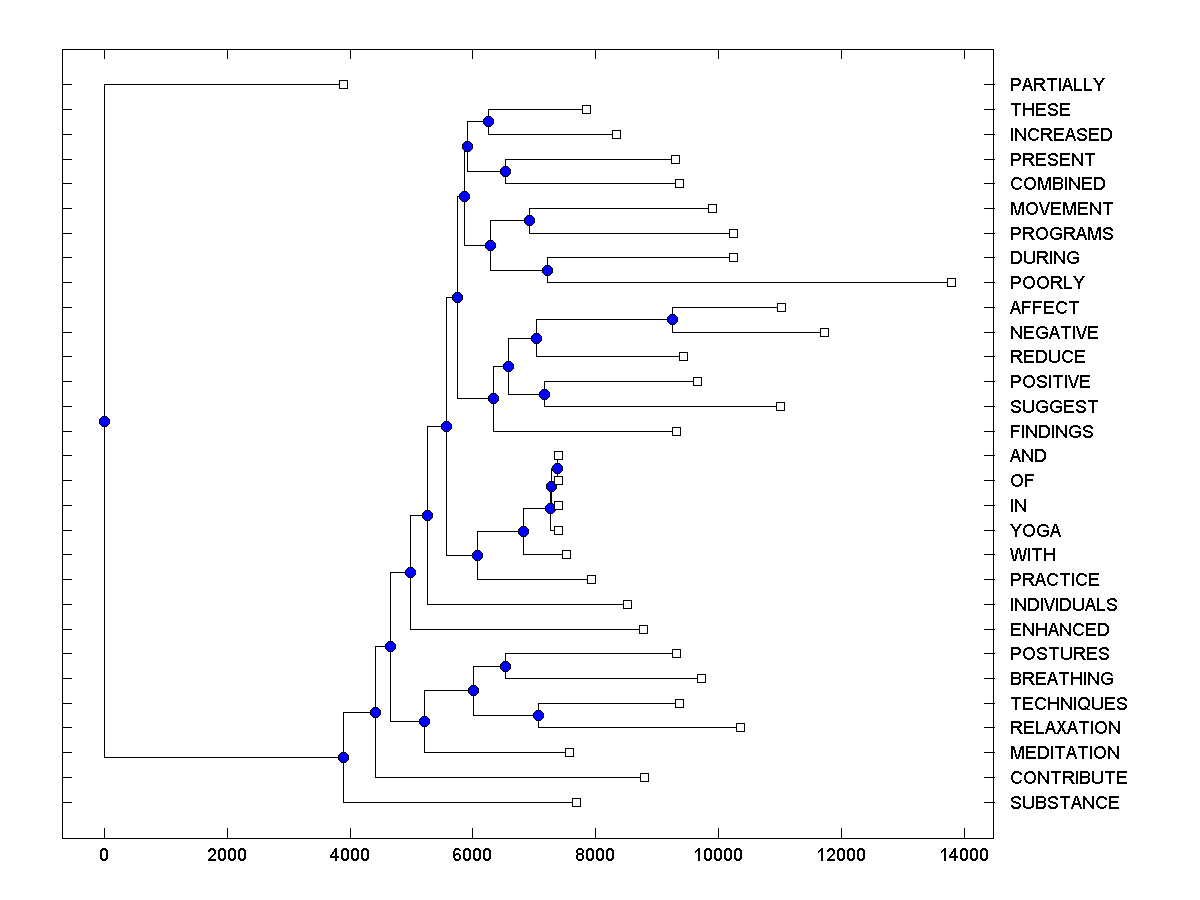 PARTIALLY
THESE
INCREASED
PRESENT
COMBINED
MOVEMENT
PROGRAMS
DURING
POORLY
AFFECT
NEGATIVE
REDUCE
POSITIVE
SUGGEST
FINDINGS
AND
OF
IN
YOGA
WITH
PRACTICE
INDIVIDUALS
ENHANCED
POSTURES
BREATHING
TECHNIQUES
RELAXATION
MEDITATION
CONTRIBUTE
SUBSTANCE
0 2000 4000 6000 8000 10000 12000 14000